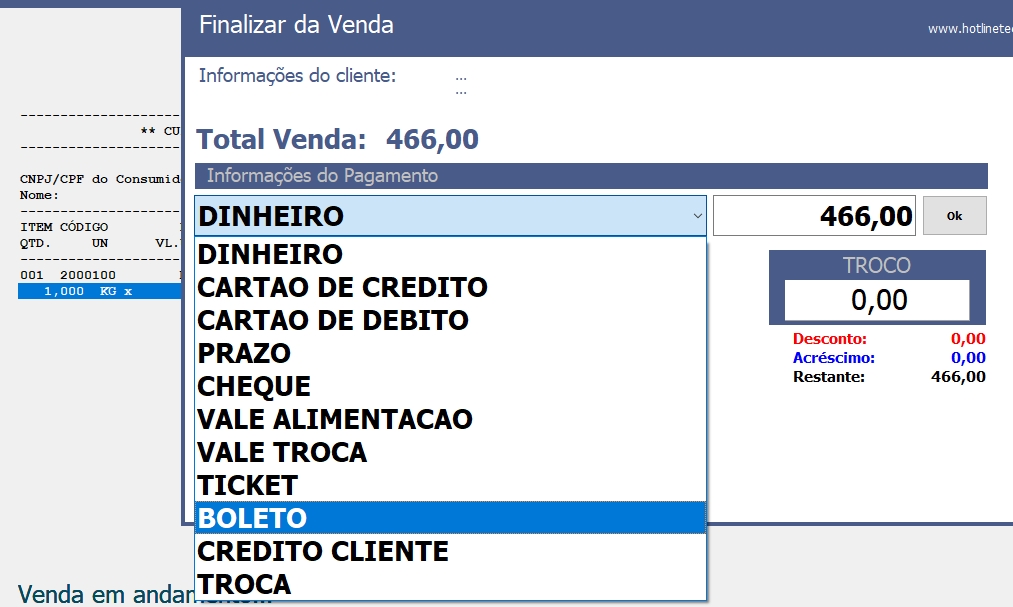 Finalizar da Venda
www.hotlinete
Informações do cliente:
...
...
Total Venda: 466,00
Informações do Pagamento
DINHEIRO
466,00
Ok
DINHEIRO
CARTAO DE CREDITO
CARTAO DE DEBITO
PRAZO
CHEQUE
VALE ALIMENTACAO
VALE TROCA
TICKET
BOLETO
CREDITO CLIENTE
TROCA
TROCO
0,00
Desconto: 0,00
Acréscimo: 0,00
Restante: 466,00
--------------------
** CU
--------------------
CNPJ/CPF do Consumid
Nome:
--------------------
ITEM CÓDIGO
QTD. UN VL.
--------------------
001 2000100
1,000 KG x
Venda em andamento...